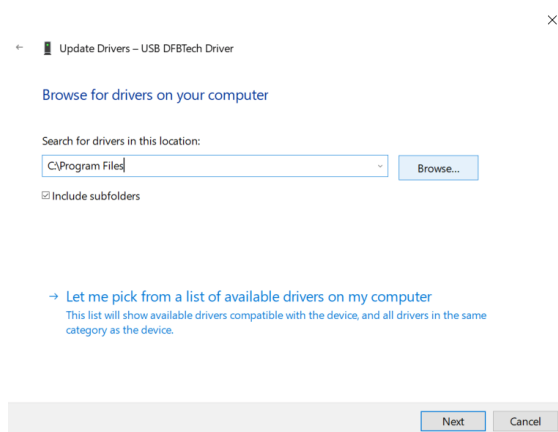 Update Drivers – USB DFBTech Driver
Browse for drivers on your computer
Search for drivers in this location:
C:\Program Files
Browse...
Include subfolders
Let me pick from a list of available drivers on my computer
This list will show available drivers compatible with the device, and all drivers in the same
category as the device.
Next
Cancel